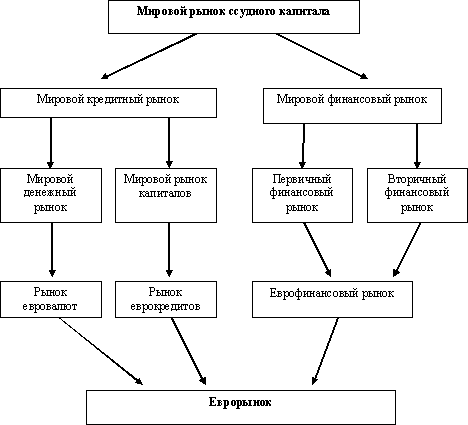 Мировой рынок ссудного капитала
Мировой кредитный рынок
Мировой финансовый рынок
Мировой
денежный
рынок
Мировой рынок
капиталов
Первичный
финансовый
рынок
Вторичный
финансовый
рынок
Рынок
евровалют
Рынок
еврокредитов
Еврофинансовый рынок
Еврорынок